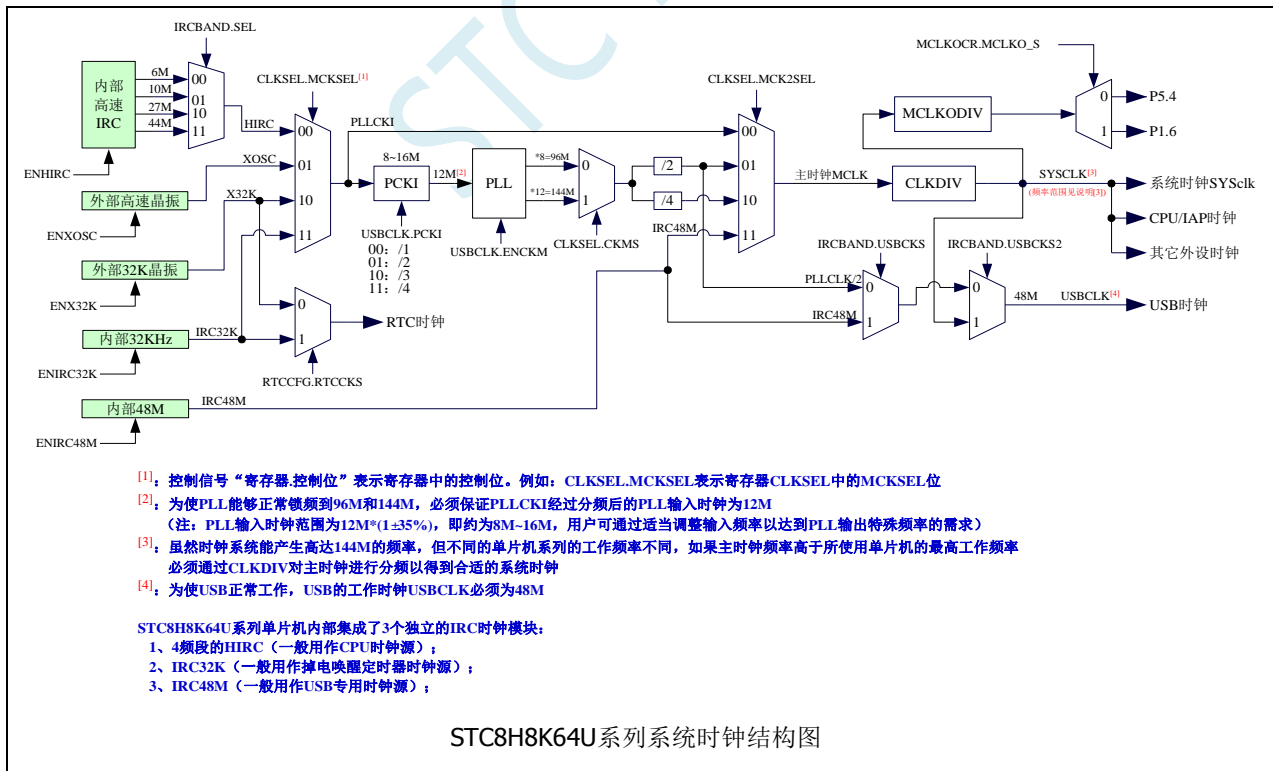 STC
IRCBAND.SEL
MCLKOCR.MCLKO_S
CLKSEL.MCKSEL[1]
CLKSEL.MCK2SEL
内部
高速
IRC
6M
10M
27M
44M
00
01
10
11
HIRC
ENHIRC
XOSC
外部高速晶振
ENXOSC
X32K
外部32K晶振
ENX32K
内部32KHz
IRC32K
ENIRC32K
内部48M
IRC48M
ENIRC48M
00
01
10
11
PLLCKI
8~16M
PCKI
12M[2]
USBCLK.PCKI
00: /1
01: /2
10: /3
11: /4
0
1
RTC时钟
RTCCFG.RTCCKS
PLL
*8=96M
*12=144M
USBCLK.ENCKM
0
1
CLKSEL.CKMS
/2
/4
IRC48M
00
01
10
11
主时钟MCLK
MCLKODIV
CLKDIV
0
1
P5.4
P1.6
SYSCLK[3]
(频率范围见说明[3])
系统时钟SYSclk
CPU/IAP时钟
其它外设时钟
IRCBAND.USBCKS
IRCBAND.USBCKS2
PLLCLK/2
IRC48M
0
1
0
1
48M
USBCLK[4]
USB时钟
[1]：控制信号“寄存器.控制位”表示寄存器中的控制位。例如：CLKSEL.MCKSEL表示寄存器CLKSEL中的MCKSEL位
[2]：为使PLL能够正常锁频到96M和144M，必须保证PLLCKI经过分频后的PLL输入时钟为12M
（注：PLL输入时钟范围为12M*(1±35%)，即约为8M~16M，用户可通过适当调整输入频率以达到PLL输出特殊频率的需求）
[3]：虽然时钟系统能产生高达144M的频率，但不同的单片机系列的工作频率不同，如果主时钟频率高于所使用单片机的最高工作频率
必须通过CLKDIV对主时钟进行分频以得到合适的系统时钟
[4]：为使USB正常工作，USB的工作时钟USBCLK必须为48M
STC8H8K64U系列单片机内部集成了3个独立的IRC时钟模块：
1、4频段的HIRC（一般用作CPU时钟源）；
2、IRC32K（一般用作掉电唤醒定时器时钟源）；
3、IRC48M（一般用作USB专用时钟源）；
STC8H8K64U系列系统时钟结构图